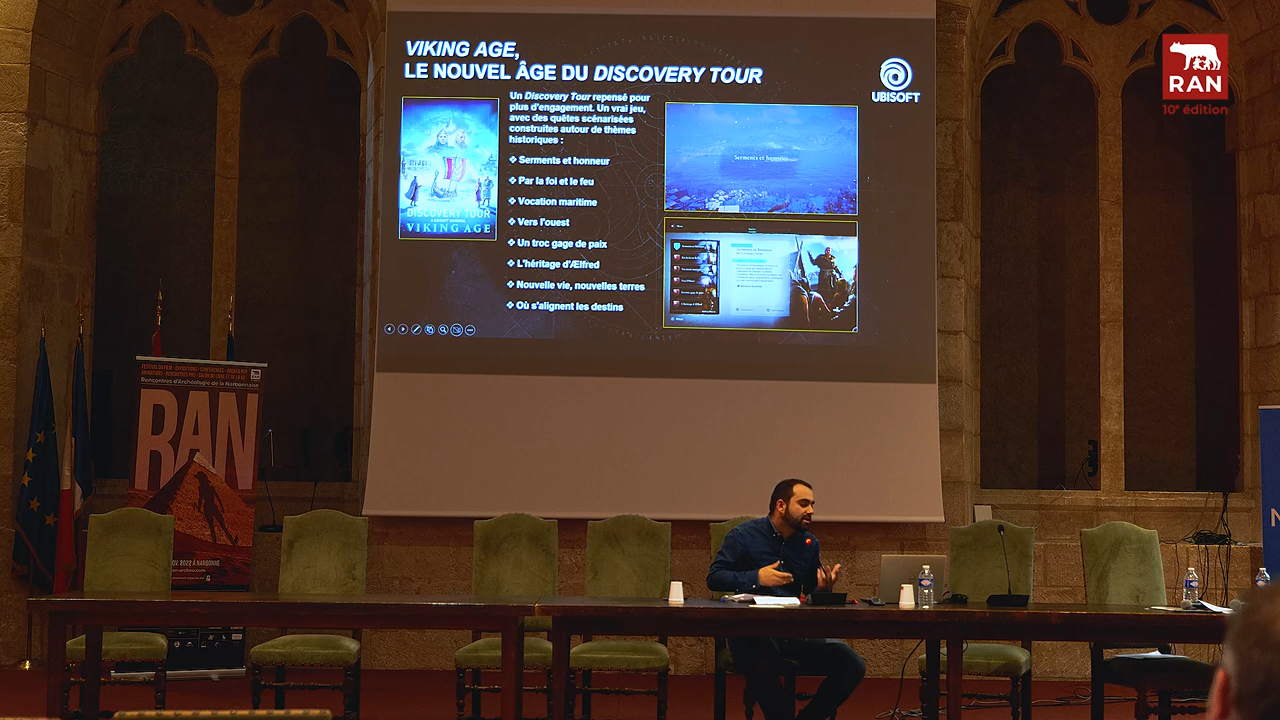 VIKING AGE,
LE NOUVEL ÂGE DU DISCOVERY TOUR
UBISOFT
Un Discovery Tour repensé pour
plus d'engagement. Un vrai jeu,
avec des quêtes scénarisées
construites autour de thèmes
historiques :
❖ Serments et honneur
❖ Par la foi et le feu
❖ Vocation maritime
❖ Vers l'ouest
❖ Un troc gage de paix
❖ L'héritage d'Ælfred
❖ Nouvelle vie, nouvelles terres
❖ Où s'alignent les destins
DISCOVERY TOUR
VIKING AGE
Serments et honneur
RAN
10e édition
Rencontres d'Archéologie de la Narbonnaise
RAN
2022 À NARBONNE